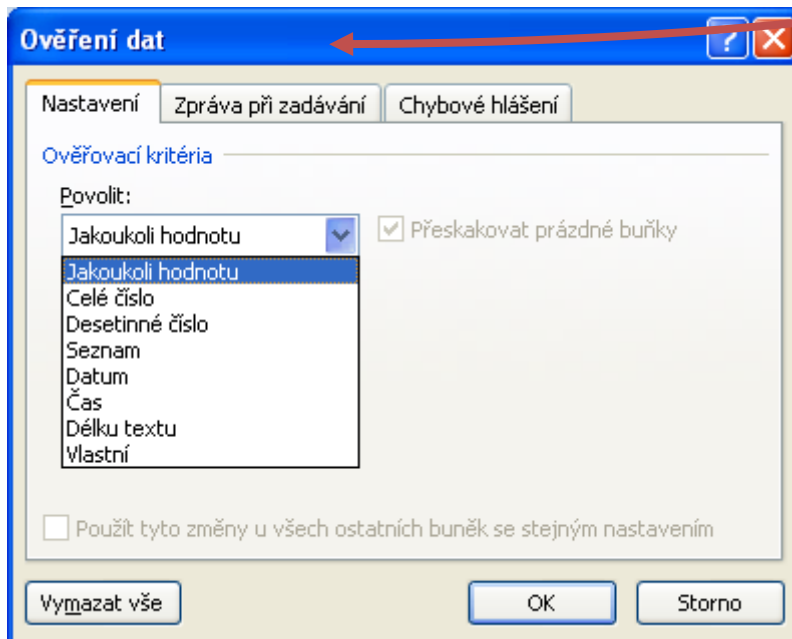 Ověření dat
Nastavení
Zpráva při zadávání
Chybové hlášení
Ověřovací kritéria
Povolit:
Jakoukoli hodnotu
Přeskakovat prázdné buňky
Jakoukoli hodnotu
Celé číslo
Desetinné číslo
Seznam
Datum
Čas
Délku textu
Vlastní
Použít tyto změny u všech ostatních buněk se stejným nastavením
Vymazat vše
OK
Storno